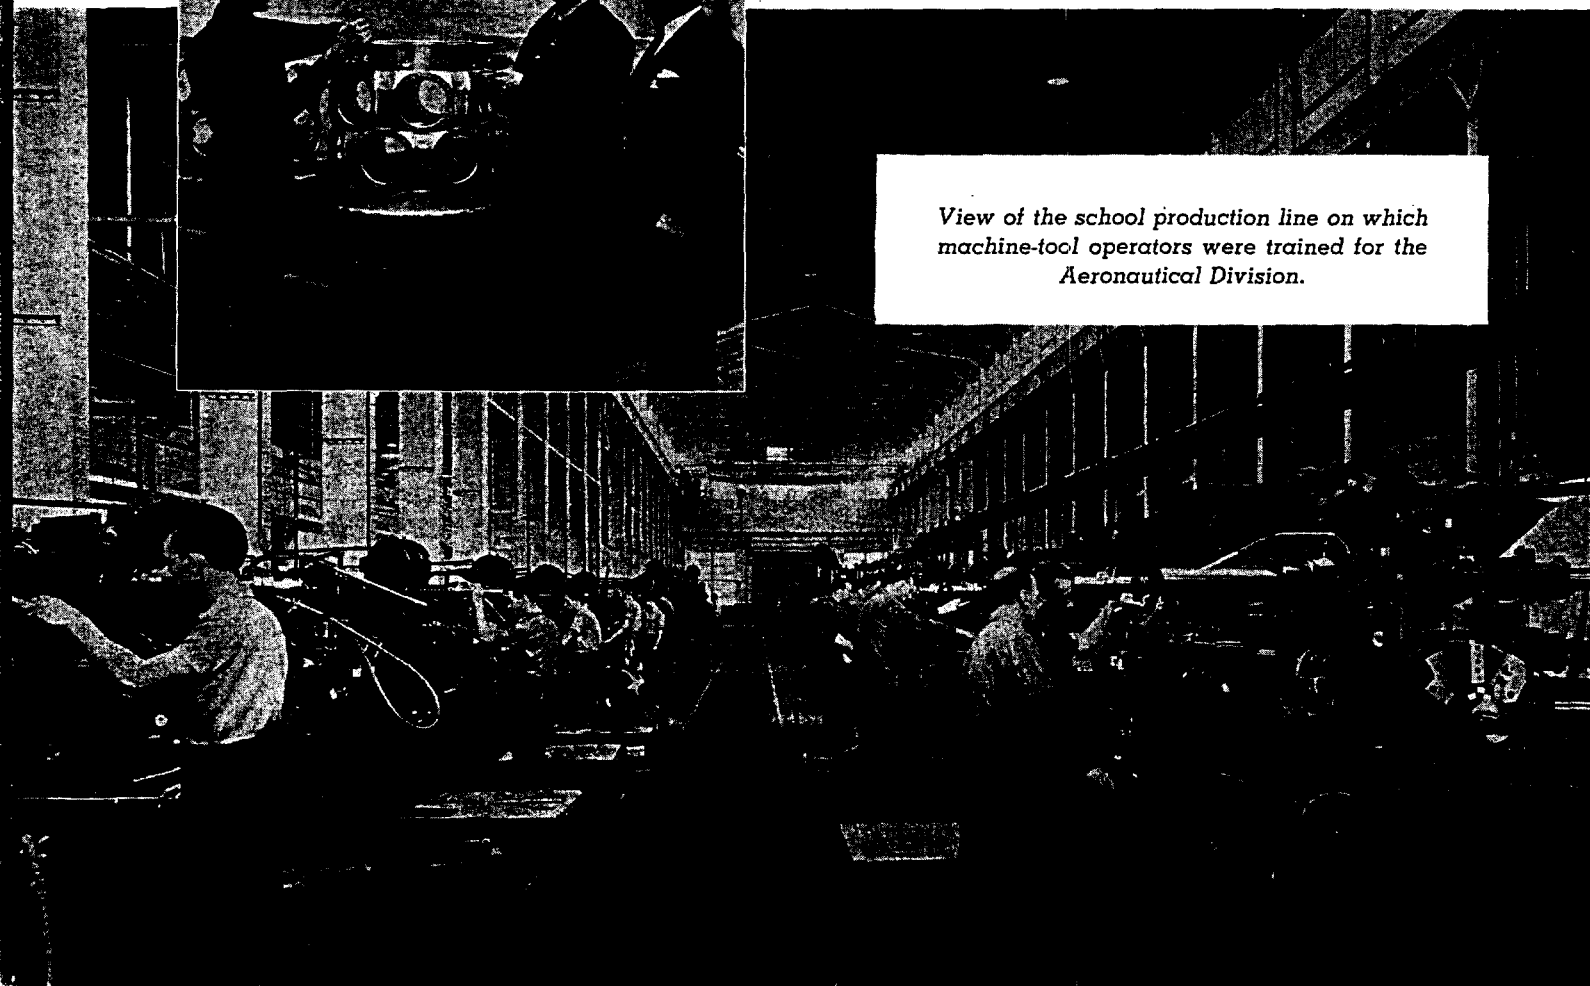 View of the school production line on which
machine-tool operators were trained for the
Aeronautical Division.